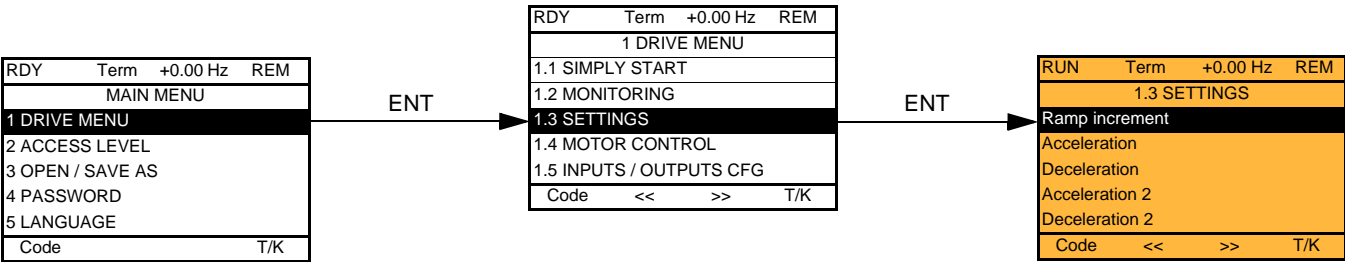 RDY Term +0.00 Hz REM
MAIN MENU
1 DRIVE MENU
2 ACCESS LEVEL
3 OPEN / SAVE AS
4 PASSWORD
5 LANGUAGE
Code T/K
ENT
RDY Term +0.00 Hz REM
1 DRIVE MENU
1.1 SIMPLY START
1.2 MONITORING
1.3 SETTINGS
1.4 MOTOR CONTROL
1.5 INPUTS / OUTPUTS CFG
Code << >> T/K
ENT
RUN Term +0.00 Hz REM
1.3 SETTINGS
Ramp increment
Acceleration
Deceleration
Acceleration 2
Deceleration 2
Code << >> T/K